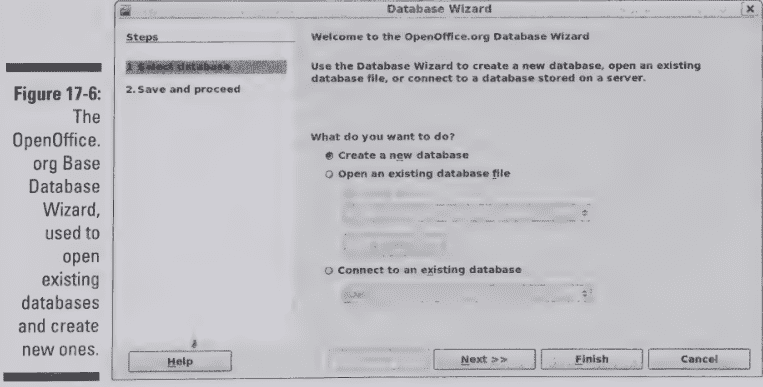 Database Wizard
Steps
1. Select database
2. Save and proceed
Welcome to the OpenOffice.org Database Wizard
Use the Database Wizard to create a new database, open an existing
database file, or connect to a database stored on a server.
What do you want to do?
Create a new database
Open an existing database file
Connect to an existing database
Help
Next >>
Finish
Cancel
Figure 17-6:
The
OpenOffice.
org Base
Database
Wizard,
used to
open
existing
databases
and create
new ones.